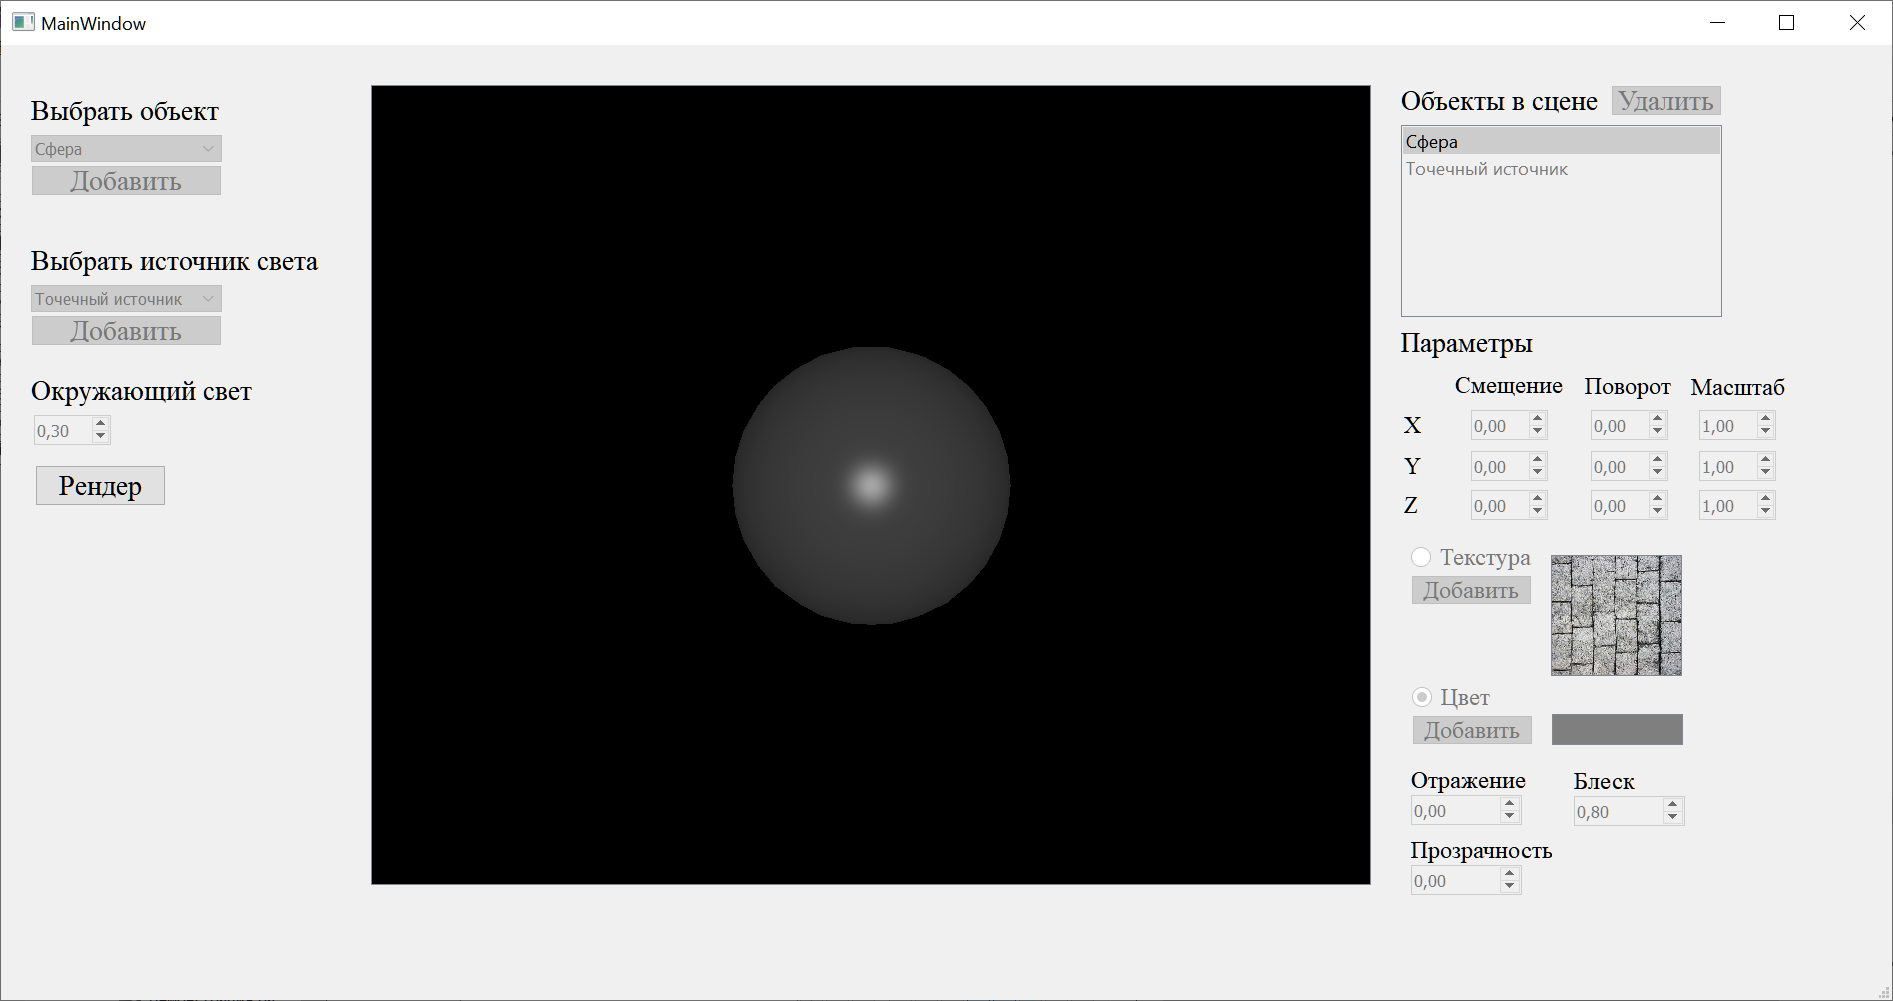 MainWindow
Выбрать объект
Сфера
Добавить
Выбрать источник света
Точечный источник
Добавить
Окружающий свет
0,30
Рендер
Объекты в сцене Удалить
Сфера
Точечный источник
Параметры
Смещение Поворот Масштаб
X 0,00 0,00 1,00
Y 0,00 0,00 1,00
Z 0,00 0,00 1,00
Текстура
Добавить
Цвет
Добавить
Отражение Блеск
0,00 0,80
Прозрачность
0,00